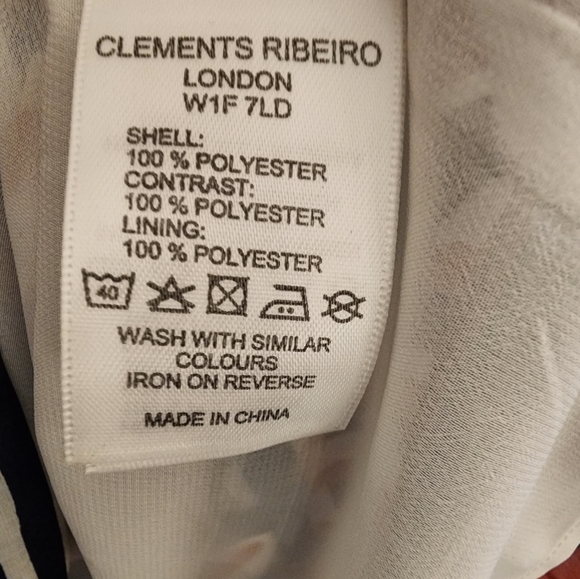 CLEMENTS RIBEIRO
LONDON
W1F 7LD
SHELL:
100 % POLYESTER
CONTRAST:
100 % POLYESTER
LINING:
100 % POLYESTER
40
WASH WITH SIMILAR
COLOURS
IRON ON REVERSE
MADE IN CHINA